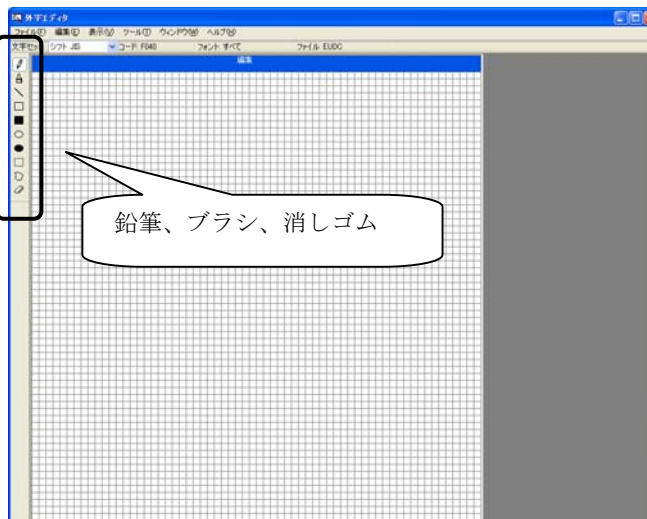 外字エディタ
ファイル(F) 編集(E) 表示(V) ツール(T) ウィンドウ(W) ヘルプ(H)
文字セット: シフト JIS コード: F040 フォント: すべて ファイル: EUDC
編集
鉛筆、ブラシ、消しゴム